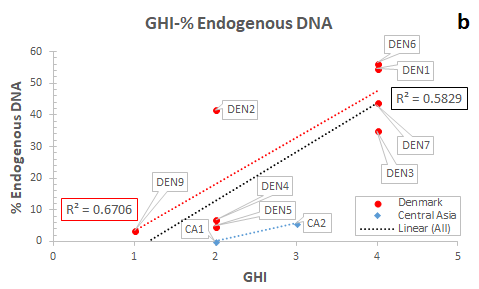 GHI-% Endogenous DNA
b
60
50
40
30
20
10
0
% Endogenous DNA
DEN6
DEN1
DEN2
R² = 0.5829
DEN7
DEN9
DEN4
DEN3
R² = 0.6706
DEN5
CA1
CA2
Denmark
Central Asia
Linear (All)
0
1
2
3
4
5
GHI